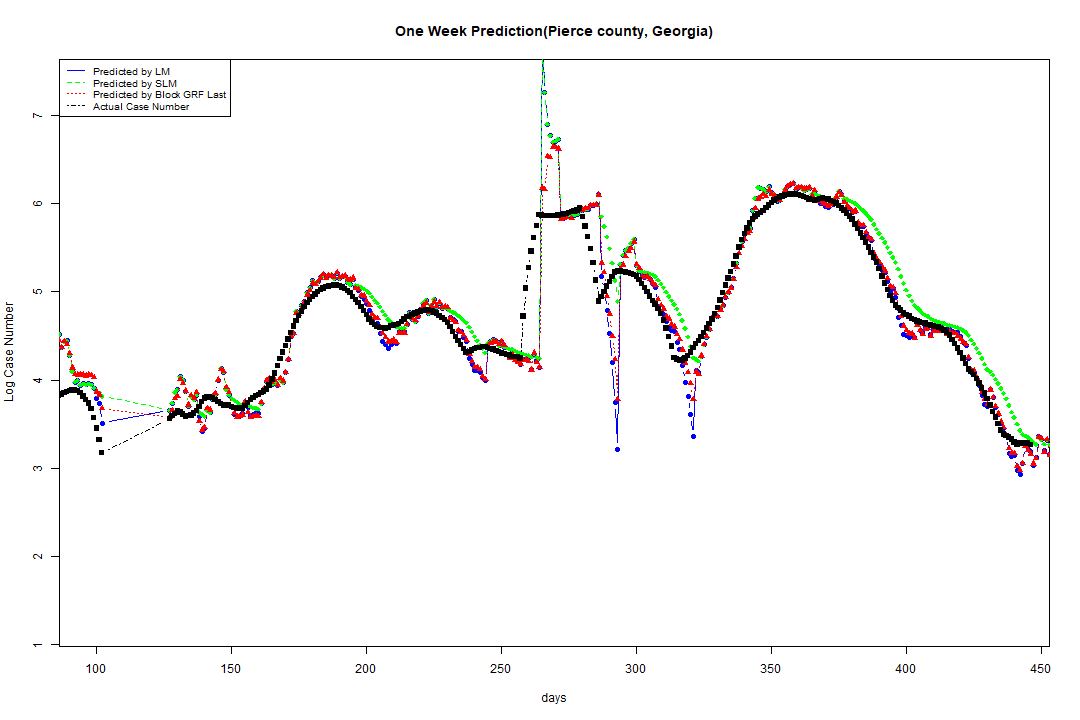 One Week Prediction(Pierce county, Georgia)
Predicted by LM
Predicted by SLM
Predicted by Block GRF Last
Actual Case Number
Log Case Number
7
6
5
4
3
2
1
100 150 200 250 300 350 400 450
days